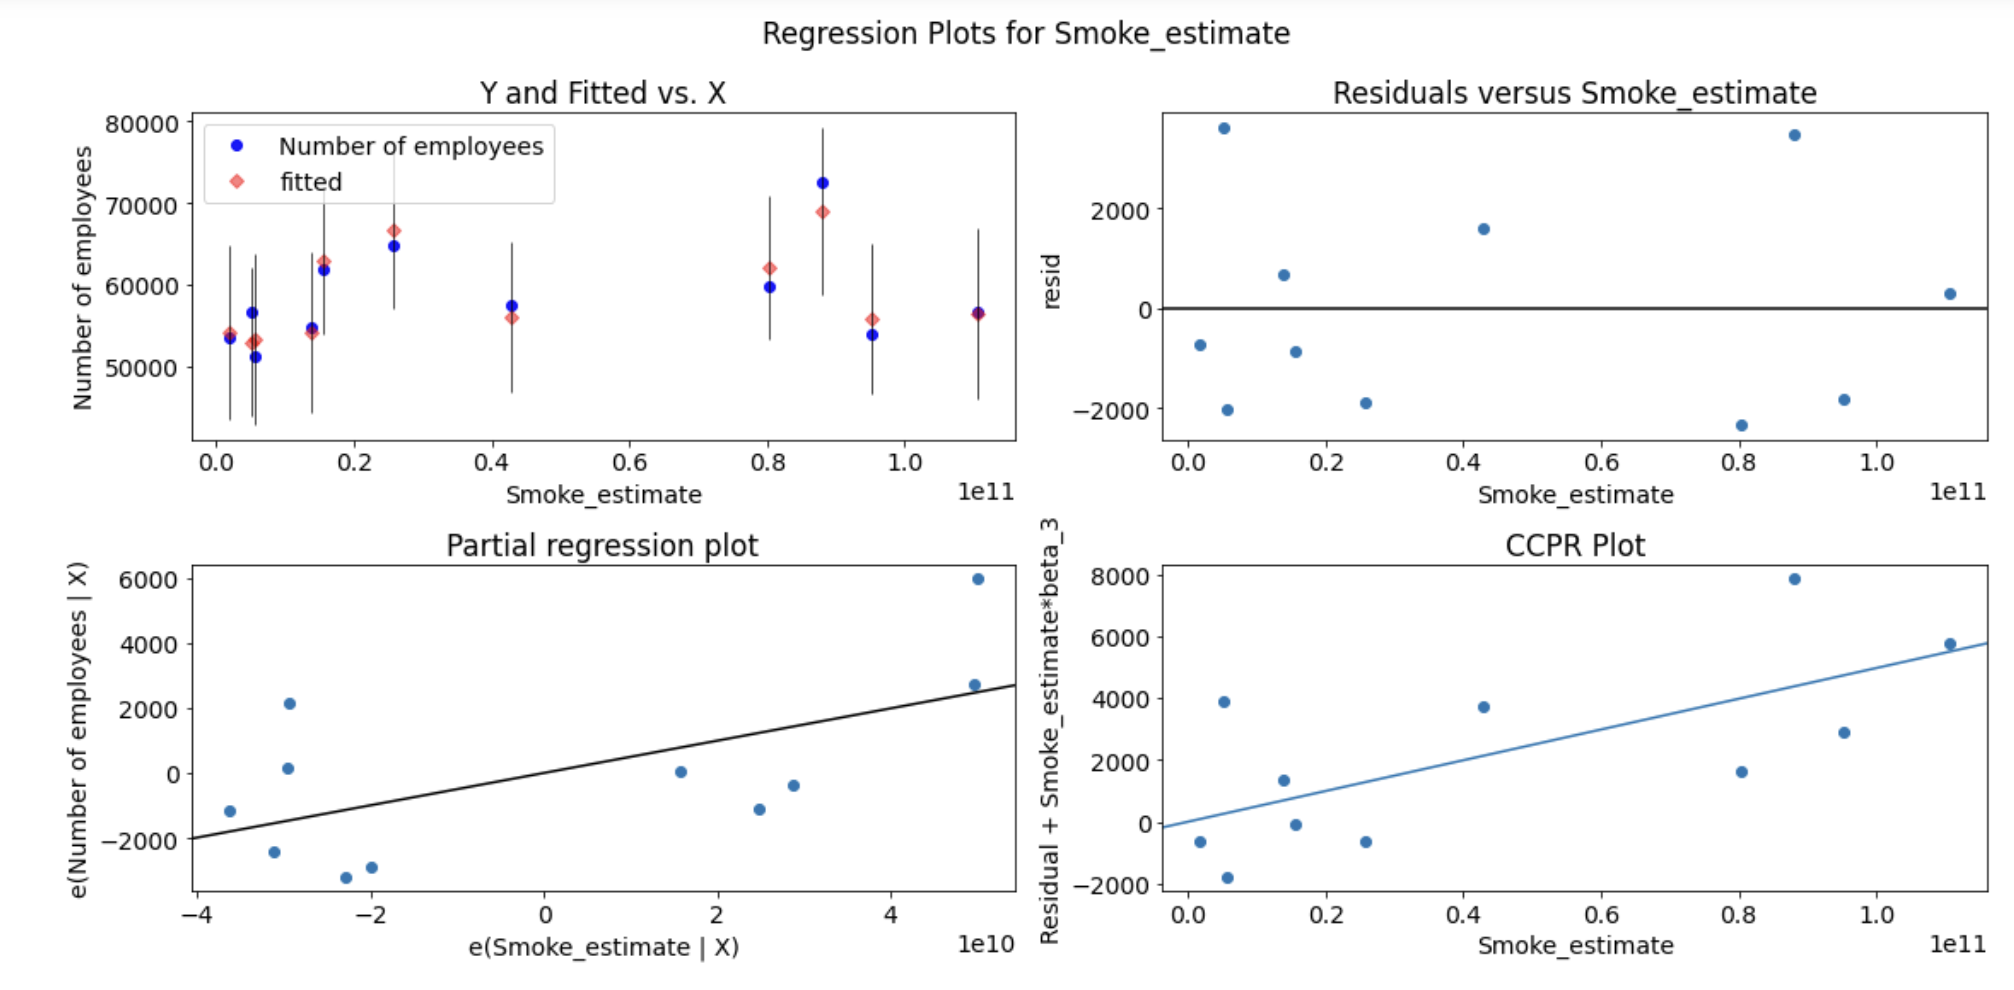 Regression Plots for Smoke_estimate
Y and Fitted vs. X
Number of employees
80000
70000
60000
50000
Number of employees
fitted
0.0 0.2 0.4 0.6 0.8 1.0
1e11
Smoke_estimate
Residuals versus Smoke_estimate
resid
2000
0
−2000
0.0 0.2 0.4 0.6 0.8 1.0
1e11
Smoke_estimate
Partial regression plot
e(Number of employees | X)
6000
4000
2000
0
−2000
−4 −2 0 2 4
1e10
e(Smoke_estimate | X)
CCPR Plot
Residual + Smoke_estimate*beta_3
8000
6000
4000
2000
0
−2000
0.0 0.2 0.4 0.6 0.8 1.0
1e11
Smoke_estimate